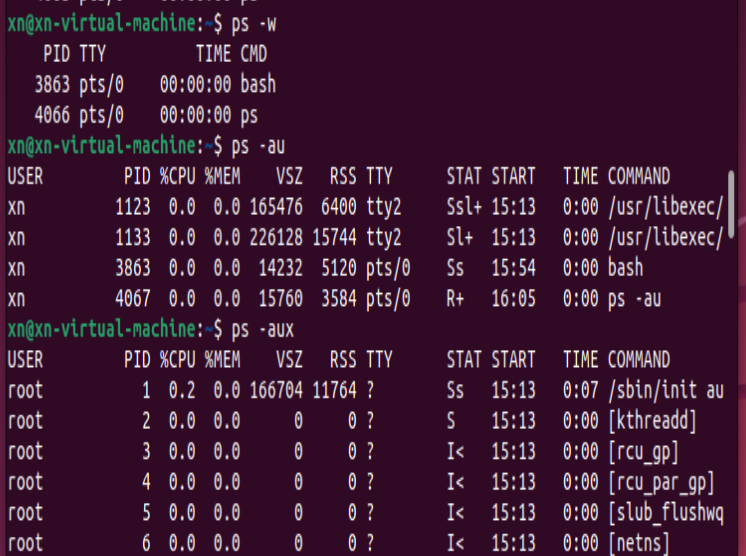 xn@xn-virtual-machine:~$ ps -w
PID TTY TIME CMD
3863 pts/0 00:00:00 bash
4066 pts/0 00:00:00 ps
xn@xn-virtual-machine:~$ ps -au
USER PID %CPU %MEM VSZ RSS TTY STAT START TIME COMMAND
xn 1123 0.0 0.0 165476 6400 tty2 Ssl+ 15:13 0:00 /usr/libexec/
xn 1133 0.0 0.0 226128 15744 tty2 Sl+ 15:13 0:00 /usr/libexec/
xn 3863 0.0 0.0 14232 5120 pts/0 Ss 15:54 0:00 bash
xn 4067 0.0 0.0 15760 3584 pts/0 R+ 16:05 0:00 ps -au
xn@xn-virtual-machine:~$ ps -aux
USER PID %CPU %MEM VSZ RSS TTY STAT START TIME COMMAND
root 1 0.2 0.0 166704 11764 ? Ss 15:13 0:07 /sbin/init au
root 2 0.0 0.0 0 0 ? S 15:13 0:00 [kthreadd]
root 3 0.0 0.0 0 0 ? I< 15:13 0:00 [rcu_gp]
root 4 0.0 0.0 0 0 ? I< 15:13 0:00 [rcu_par_gp]
root 5 0.0 0.0 0 0 ? I< 15:13 0:00 [slub_flushwq
root 6 0.0 0.0 0 0 ? I< 15:13 0:00 [netns]